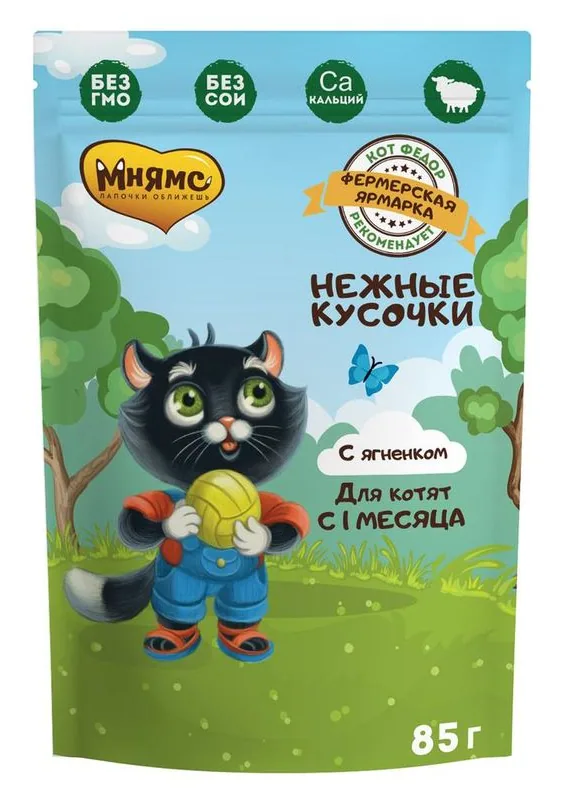 БЕЗ
ГМО
БЕЗ
СОИ
Ca
КАЛЬЦИЙ
Мнямс
ЛАПОЧКИ ОБЛИЖЕШЬ
КОТ ФЕДОР
ФЕРМЕРСКАЯ
ЯРМАРКА
РЕКОМЕНДУЕТ
НЕЖНЫЕ
КУСОЧКИ
С ягненком
Для котят
с 1 месяца
85 г